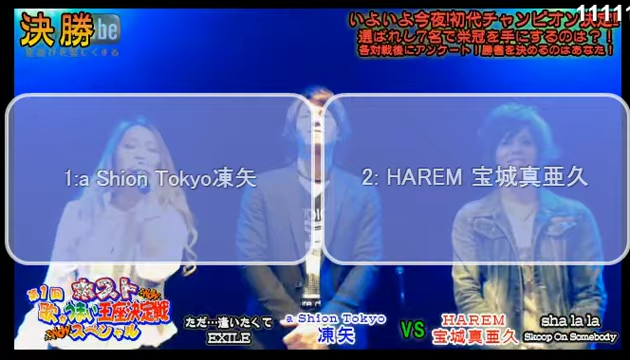 決勝
be
11111
いよいよ今夜!初代チャンピオン決定!
選ばれし7名で栄冠を手にするのは?!
各対戦後にアンケート!!勝者を決めるのはあなた!
1:a Shion Tokyo凍矢
2: HAREM 宝城真亜久
第1回
ホスト
歌うまい王座決定戦
スペシャル
ただ…逢いたくて
EXILE
a Shion Tokyo
凍矢
VS
HAREM
宝城真亜久
sha la la
Skoop On Somebody